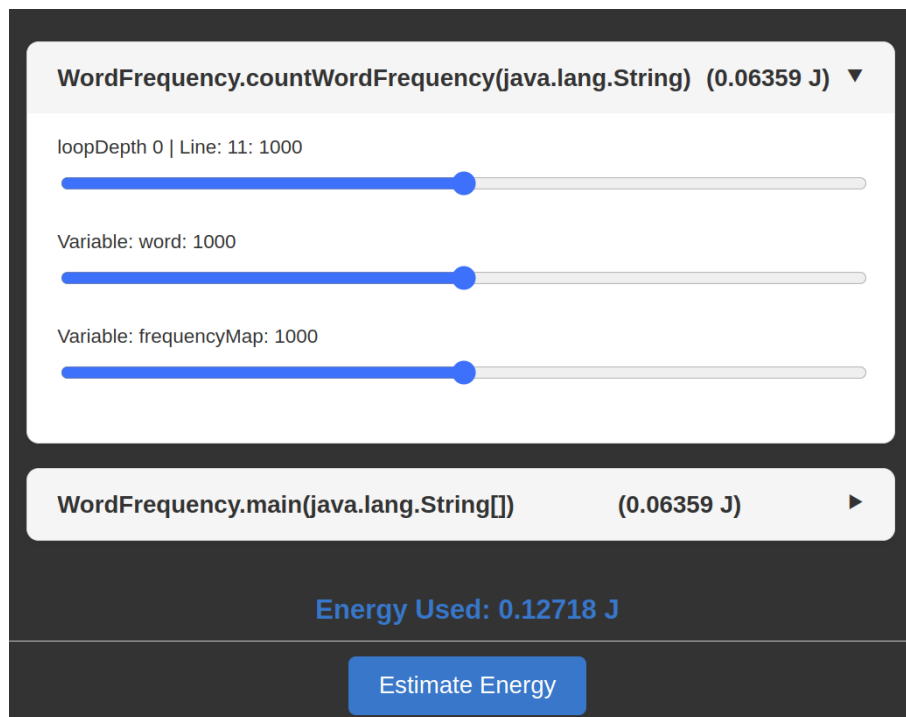 WordFrequency.countWordFrequency(java.lang.String) (0.06359 J) ▼
loopDepth 0 | Line: 11: 1000
Variable: word: 1000
Variable: frequencyMap: 1000
WordFrequency.main(java.lang.String[]) (0.06359 J) ▶
Energy Used: 0.12718 J
Estimate Energy